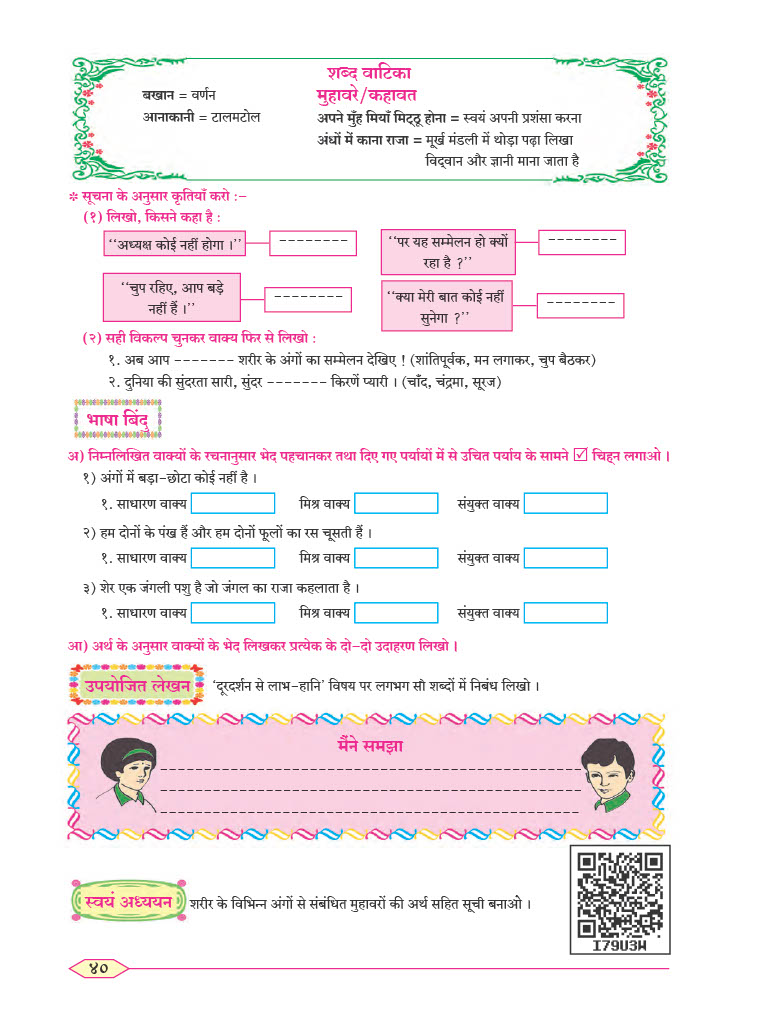 शब्द वाटिका
मुहावरे/कहावत
बखान = वर्णन
आनाकानी = टालमटोल
अपने मुँह मियाँ मिट्ठू होना = स्वयं अपनी प्रशंसा करना
अंधों में काना राजा = मूर्ख मंडली में थोड़ा पढ़ा लिखा
विद्वान और ज्ञानी माना जाता है
* सूचना के अनुसार कृतियाँ करो :-
(१) लिखो, किसने कहा है :
‘‘अध्यक्ष कोई नहीं होगा ।’’ --------
‘‘पर यह सम्मेलन हो क्यों
रहा है ?’’ --------
‘‘चुप रहिए, आप बड़े
नहीं हैं ।’’ --------
‘‘क्या मेरी बात कोई नहीं
सुनेगा ?’’ --------
(२) सही विकल्प चुनकर वाक्य फिर से लिखो :
१. अब आप ------- शरीर के अंगों का सम्मेलन देखिए ! (शांतिपूर्वक, मन लगाकर, चुप बैठकर)
२. दुनिया की सुंदरता सारी, सुंदर ------- किरणें प्यारी । (चाँद, चंद्रमा, सूरज)
भाषा बिंदु
अ) निम्नलिखित वाक्यों के रचनानुसार भेद पहचानकर तथा दिए गए पर्यायों में से उचित पर्याय के सामने ☑ चिह्न लगाओ ।
१) अंगों में बड़ा-छोटा कोई नहीं है ।
१. साधारण वाक्य मिश्र वाक्य संयुक्त वाक्य
२) हम दोनों के पंख हैं और हम दोनों फूलों का रस चूसती हैं ।
१. साधारण वाक्य मिश्र वाक्य संयुक्त वाक्य
३) शेर एक जंगली पशु है जो जंगल का राजा कहलाता है ।
१. साधारण वाक्य मिश्र वाक्य संयुक्त वाक्य
आ) अर्थ के अनुसार वाक्यों के भेद लिखकर प्रत्येक के दो-दो उदाहरण लिखो ।
उपयोजित लेखन ‘दूरदर्शन से लाभ-हानि’ विषय पर लगभग सौ शब्दों में निबंध लिखो ।
मैंने समझा
स्वयं अध्ययन शरीर के विभिन्न अंगों से संबंधित मुहावरों की अर्थ सहित सूची बनाओ ।
I79U3W
४०